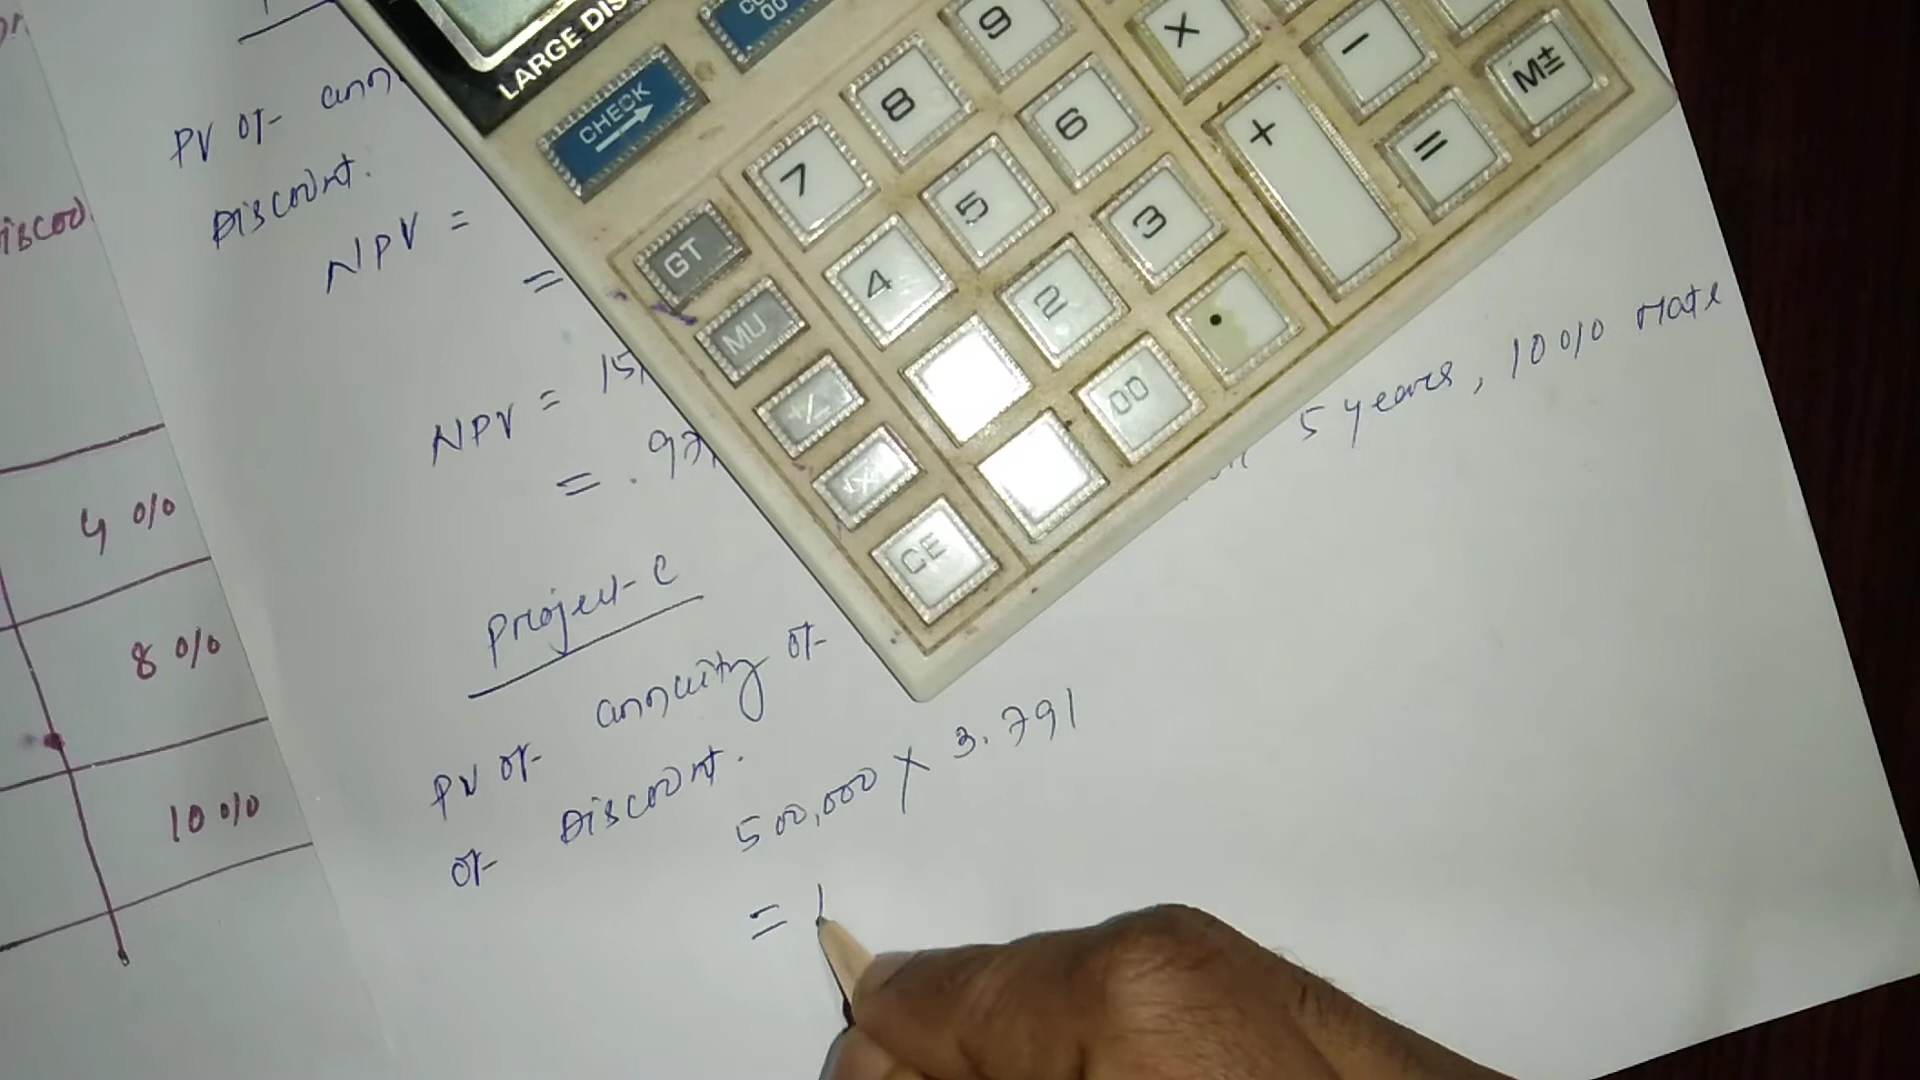 PV of ann
Discount.
NPV =
=
NPV = 15,
= .97,
Project-C
PV of annuity of 5 years, 10% rate
of Discount.
500,000 X 3.791
= 1
4 %
8 %
10 %
LARGE DIS
CHECK
00
GT
MU
CE
7
8
9
X
−
M±
4
5
6
+
=
2
3
00
.